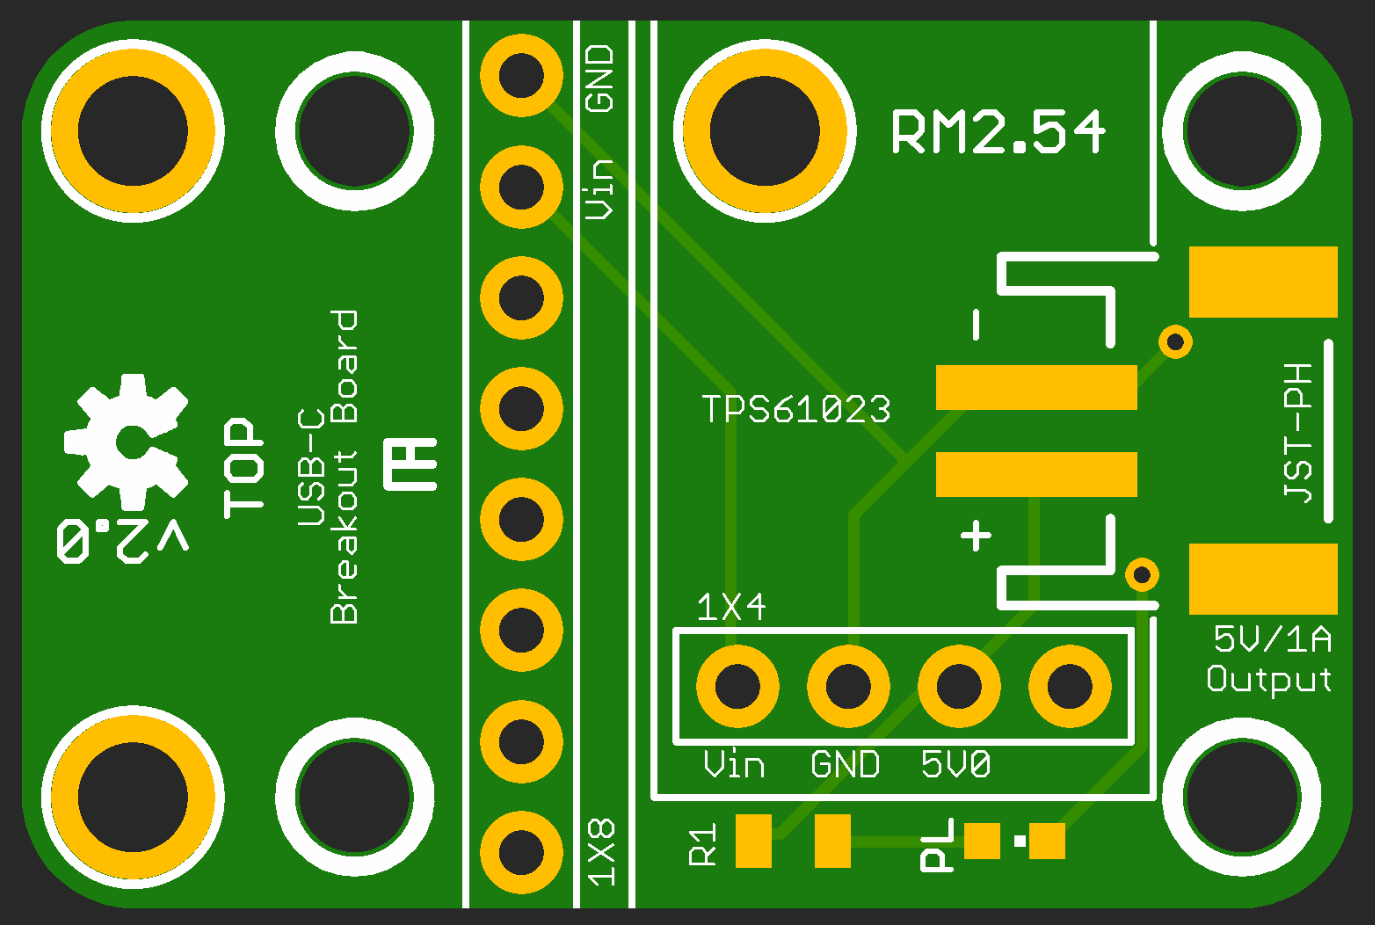 GND
Vin
RM2.54
TPS61023
-
+
JST-PH
TOP
USB-C
Breakout Board
v2.0
1X4
5V/1A
Output
Vin GND 5V0
1X8
R1
PL